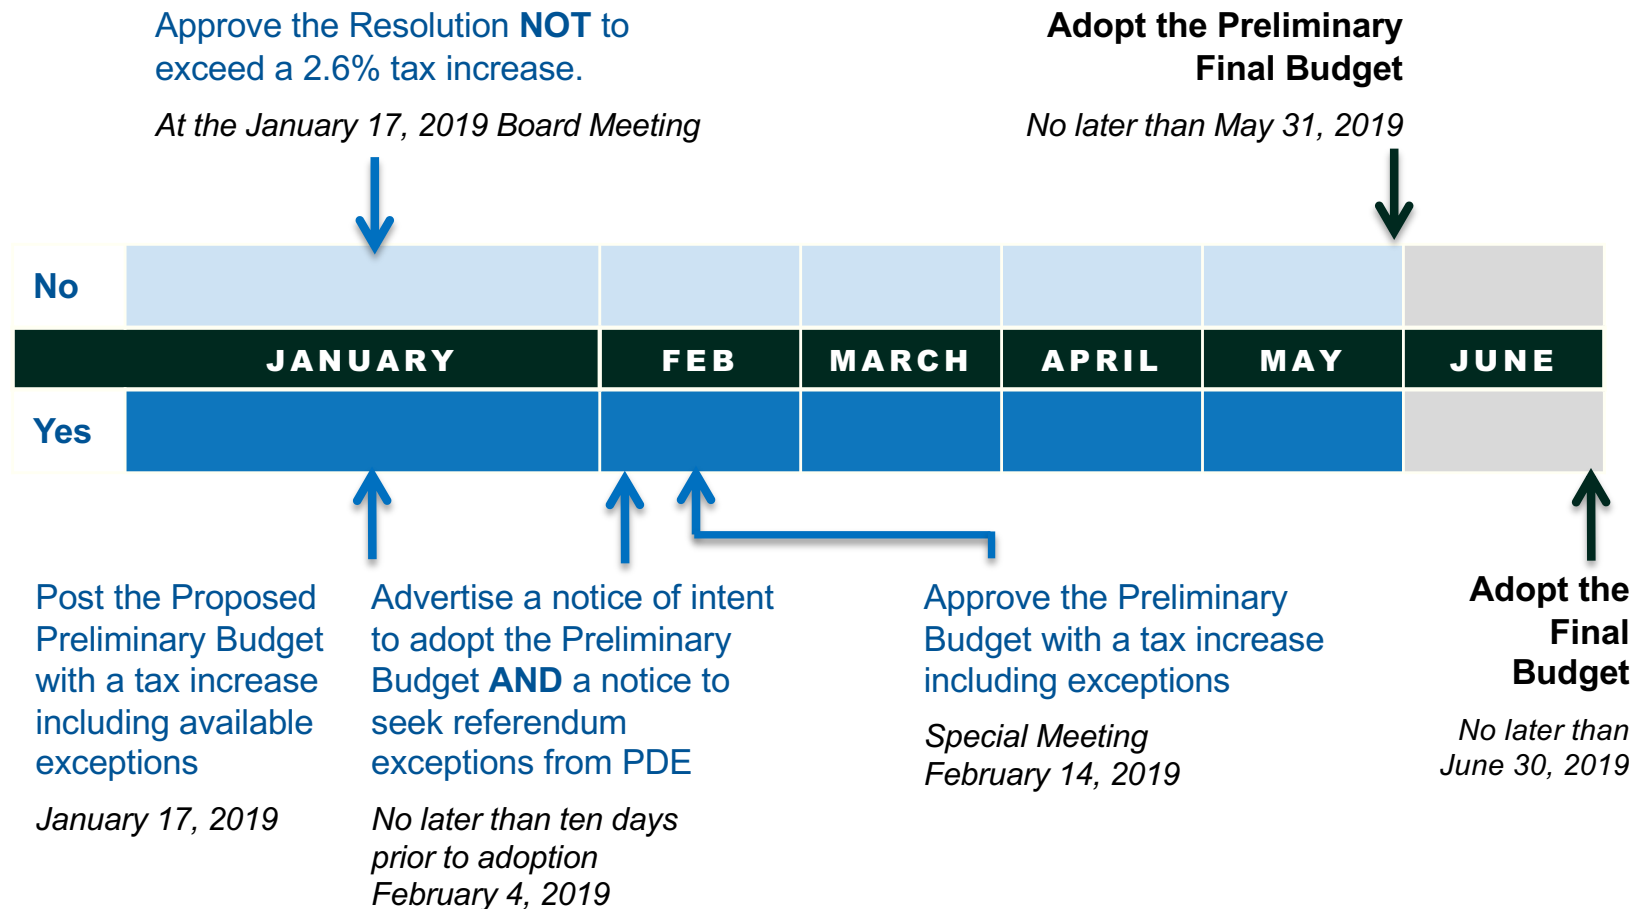 Approve the Resolution NOT to
exceed a 2.6% tax increase.
At the January 17, 2019 Board Meeting
Adopt the Preliminary
Final Budget
No later than May 31, 2019
No
JANUARY
FEB
MARCH
APRIL
MAY
JUNE
Yes
Post the Proposed
Preliminary Budget
with a tax increase
including available
exceptions
January 17, 2019
Advertise a notice of intent
to adopt the Preliminary
Budget AND a notice to
seek referendum
exceptions from PDE
No later than ten days
prior to adoption
February 4, 2019
Approve the Preliminary
Budget with a tax increase
including exceptions
Special Meeting
February 14, 2019
Adopt the
Final
Budget
No later than
June 30, 2019